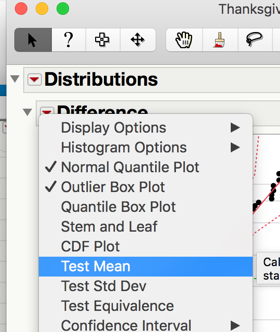 Thanksgiv
?
Distributions
Difference
Display Options
Histogram Options
✓ Normal Quantile Plot
✓ Outlier Box Plot
Quantile Box Plot
Stem and Leaf
CDF Plot
Test Mean
Cal
Test Std Dev
sta
Test Equivalence
Confidence Interval